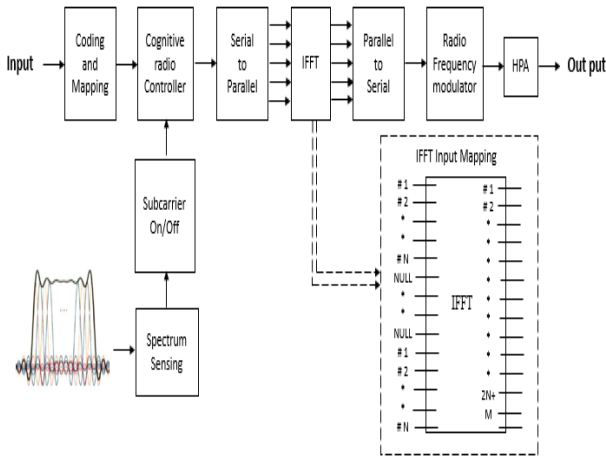 Input
Coding
and
Mapping
Cognitive
radio
Controller
Serial
to
Parallel
IFFT
Parallel
to
Serial
Radio
Frequency
modulator
HPA
Out put
Subcarrier
On/Off
Spectrum
Sensing
....
IFFT Input Mapping
# 1
# 2
*
*
# N
NULL
*
*
NULL
# 1
# 2
*
*
# N
IFFT
# 1
# 2
*
*
*
*
*
*
*
*
*
2N+
M